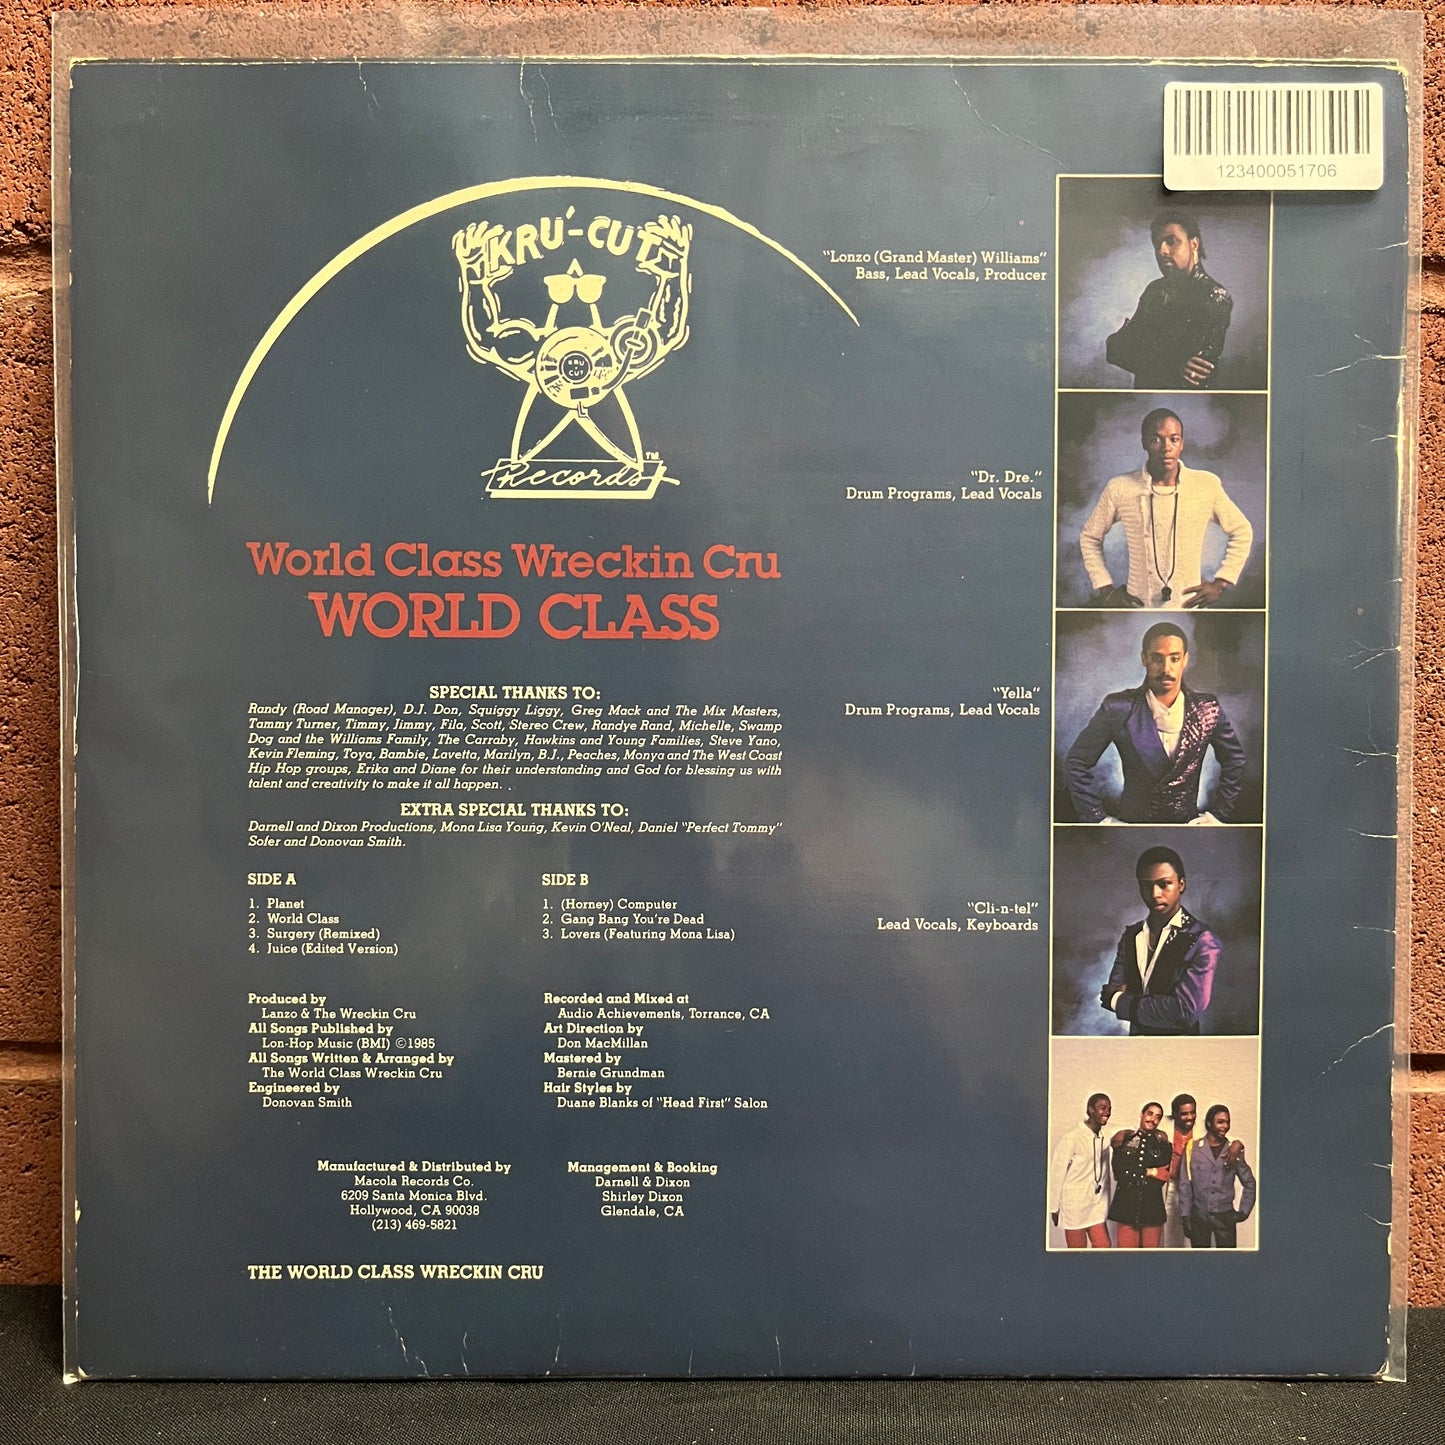 123400051706
KRU-CUT
KRU
CUT
Records
TM
"Lonzo (Grand Master) Williams"
Bass, Lead Vocals, Producer
"Dr. Dre."
Drum Programs, Lead Vocals
"Yella"
Drum Programs, Lead Vocals
"Cli-n-tel"
Lead Vocals, Keyboards
World Class Wreckin Cru
WORLD CLASS
SPECIAL THANKS TO:
Randy (Road Manager), D.J. Don, Squiggy Liggy, Greg Mack and The Mix Masters,
Tammy Turner, Timmy, Jimmy, Fila, Scott, Stereo Crew, Randye Rand, Michelle, Swamp
Dog and the Williams Family, The Carraby, Hawkins and Young Families, Steve Yano,
Kevin Fleming, Toya, Bambie, Lavetta, Marilyn, B.J., Peaches, Monya and The West Coast
Hip Hop groups, Erika and Diane for their understanding and God for blessing us with
talent and creativity to make it all happen. .
EXTRA SPECIAL THANKS TO:
Darnell and Dixon Productions, Mona Lisa Young, Kevin O'Neal, Daniel "Perfect Tommy"
Sofer and Donovan Smith.
SIDE A
1. Planet
2. World Class
3. Surgery (Remixed)
4. Juice (Edited Version)
SIDE B
1. (Horney) Computer
2. Gang Bang You're Dead
3. Lovers (Featuring Mona Lisa)
Produced by
Lanzo & The Wreckin Cru
All Songs Published by
Lon-Hop Music (BMI) ©1985
All Songs Written & Arranged by
The World Class Wreckin Cru
Engineered by
Donovan Smith
Recorded and Mixed at
Audio Achievements, Torrance, CA
Art Direction by
Don MacMillan
Mastered by
Bernie Grundman
Hair Styles by
Duane Blanks of "Head First" Salon
Manufactured & Distributed by
Macola Records Co.
6209 Santa Monica Blvd.
Hollywood, CA 90038
(213) 469-5821
Management & Booking
Darnell & Dixon
Shirley Dixon
Glendale, CA
THE WORLD CLASS WRECKIN CRU